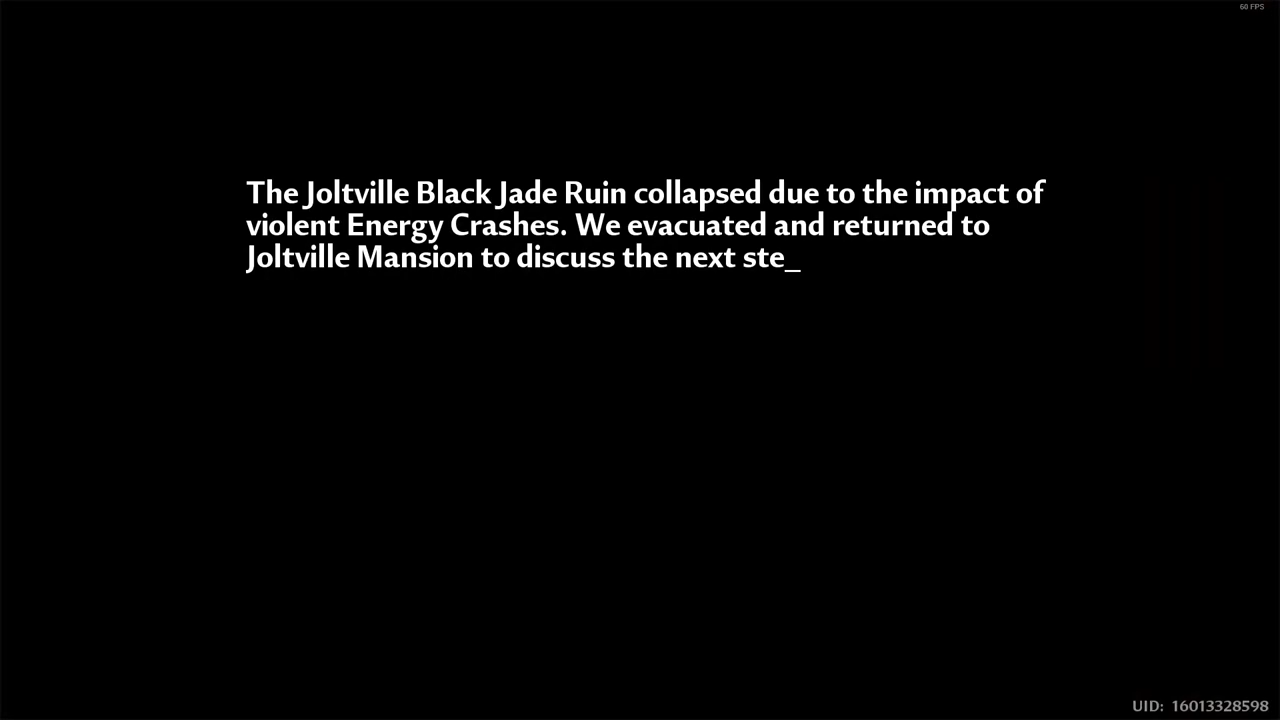 60 FPS
The Joltville Black Jade Ruin collapsed due to the impact of
violent Energy Crashes. We evacuated and returned to
Joltville Mansion to discuss the next ste_
UID: 16013328598